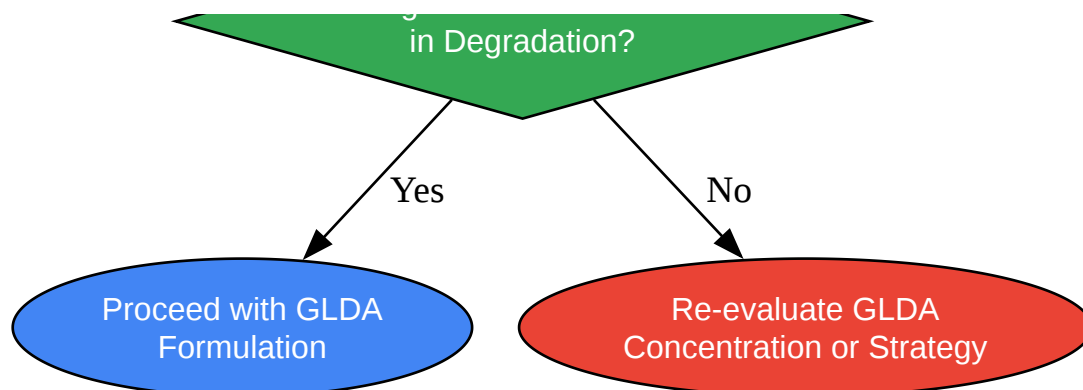 in Degradation?
Yes
No
Proceed with GLDA
Formulation
Re-evaluate GLDA
Concentration or Strategy